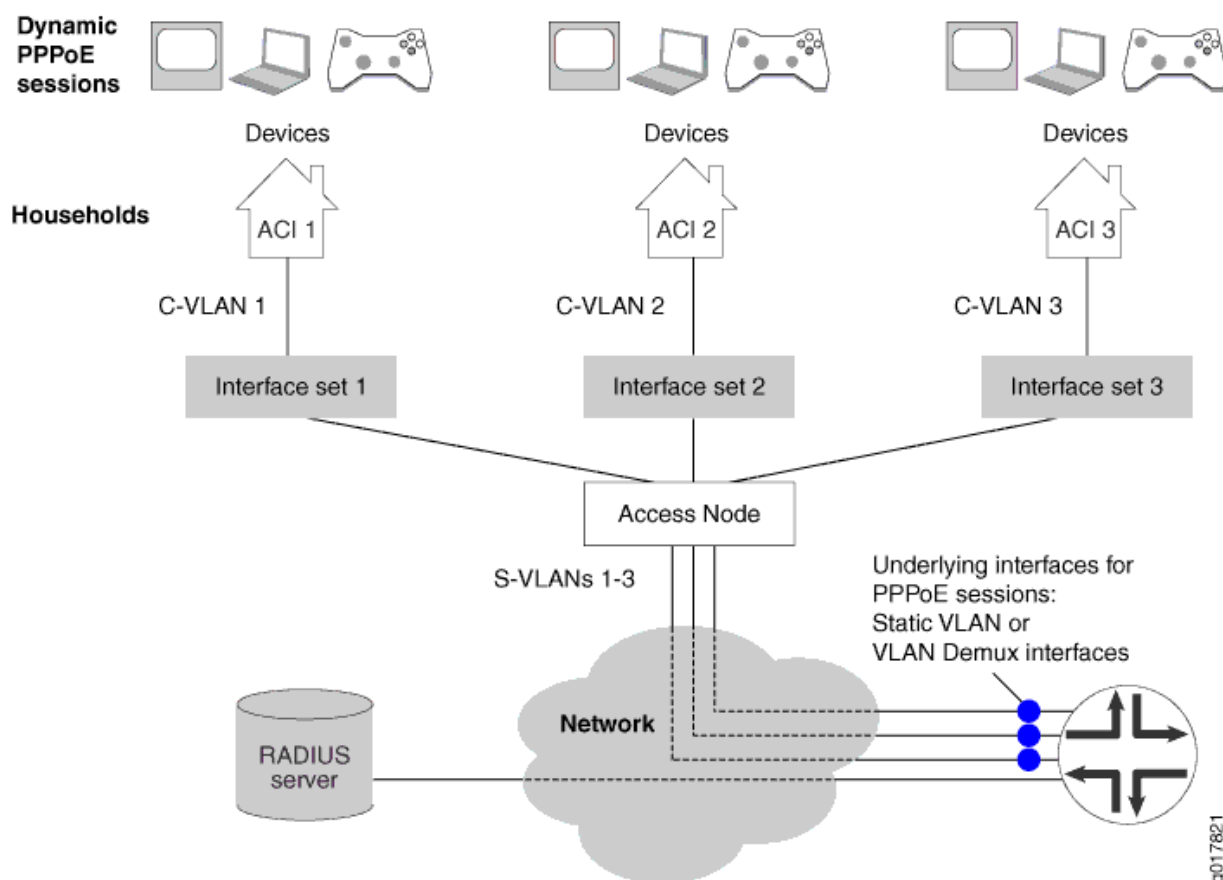 Dynamic
PPPoE
sessions
Devices
Devices
Devices
Households
ACI 1
ACI 2
ACI 3
C-VLAN 1
C-VLAN 2
C-VLAN 3
Interface set 1
Interface set 2
Interface set 3
Access Node
S-VLANs 1-3
Underlying interfaces for
PPPoE sessions:
Static VLAN or
VLAN Demux interfaces
Network
RADIUS
server
g017821